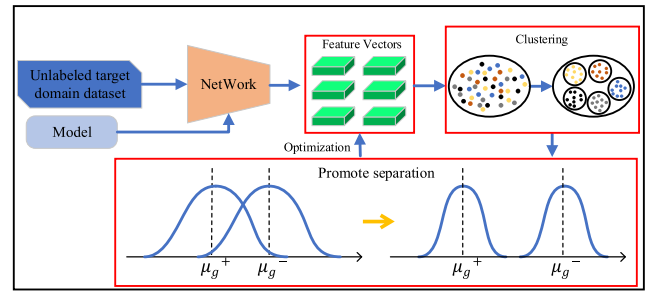 Unlabeled target
domain dataset
Model
NetWork
Feature Vectors
Clustering
Optimization
Promote separation
μg+
μg−
μg+
μg−